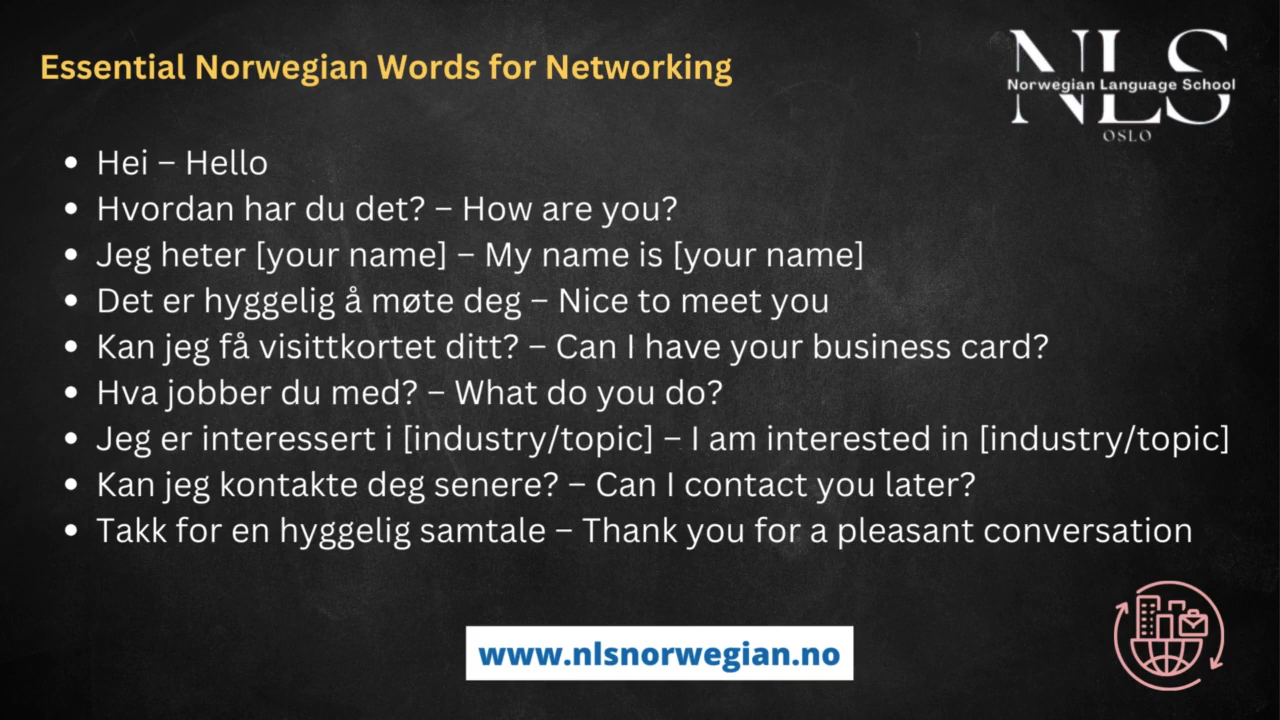 Essential Norwegian Words for Networking
NLS
Norwegian Language School
OSLO
• Hei – Hello
• Hvordan har du det? – How are you?
• Jeg heter [your name] – My name is [your name]
• Det er hyggelig å møte deg – Nice to meet you
• Kan jeg få visittkortet ditt? – Can I have your business card?
• Hva jobber du med? – What do you do?
• Jeg er interessert i [industry/topic] – I am interested in [industry/topic]
• Kan jeg kontakte deg senere? – Can I contact you later?
• Takk for en hyggelig samtale – Thank you for a pleasant conversation
www.nlsnorwegian.no